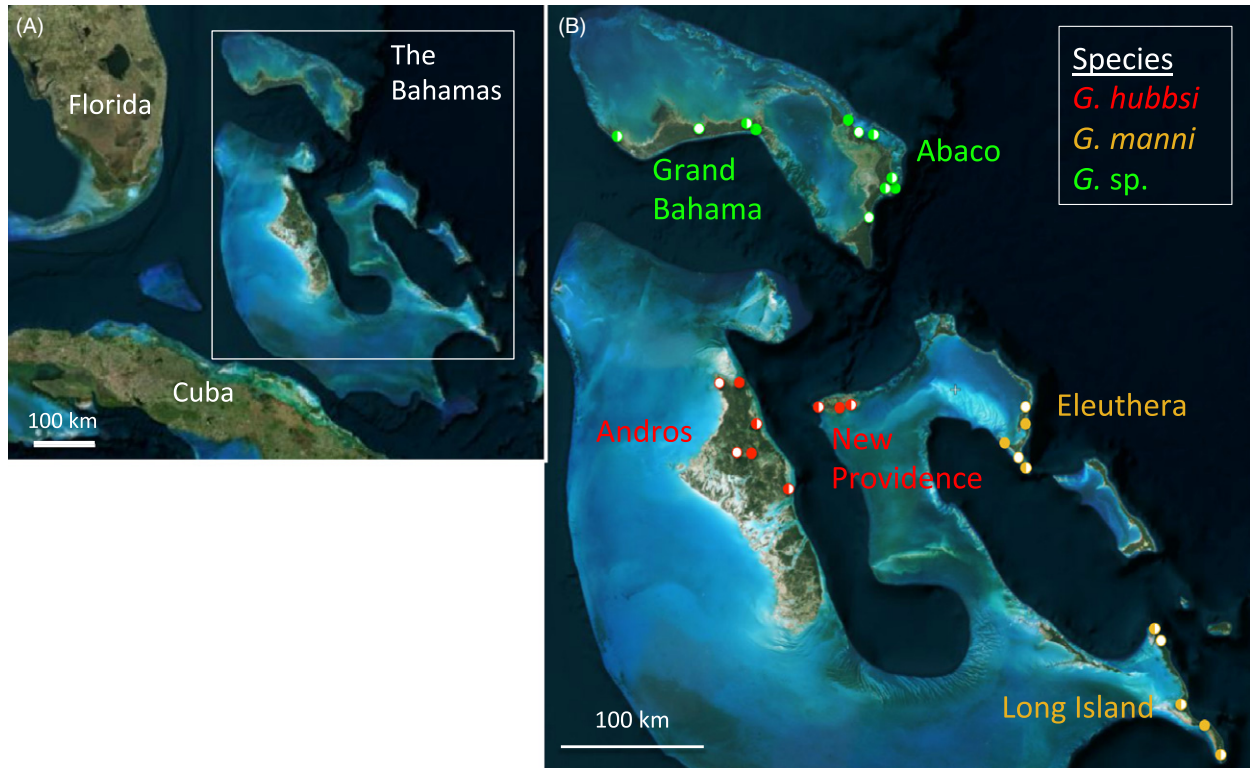 (A)
The
Bahamas
Florida
Cuba
100 km
(B)
Species
G. hubbsi
G. manni
G. sp.
Abaco
Grand
Bahama
Eleuthera
Andros
New
Providence
Long Island
100 km